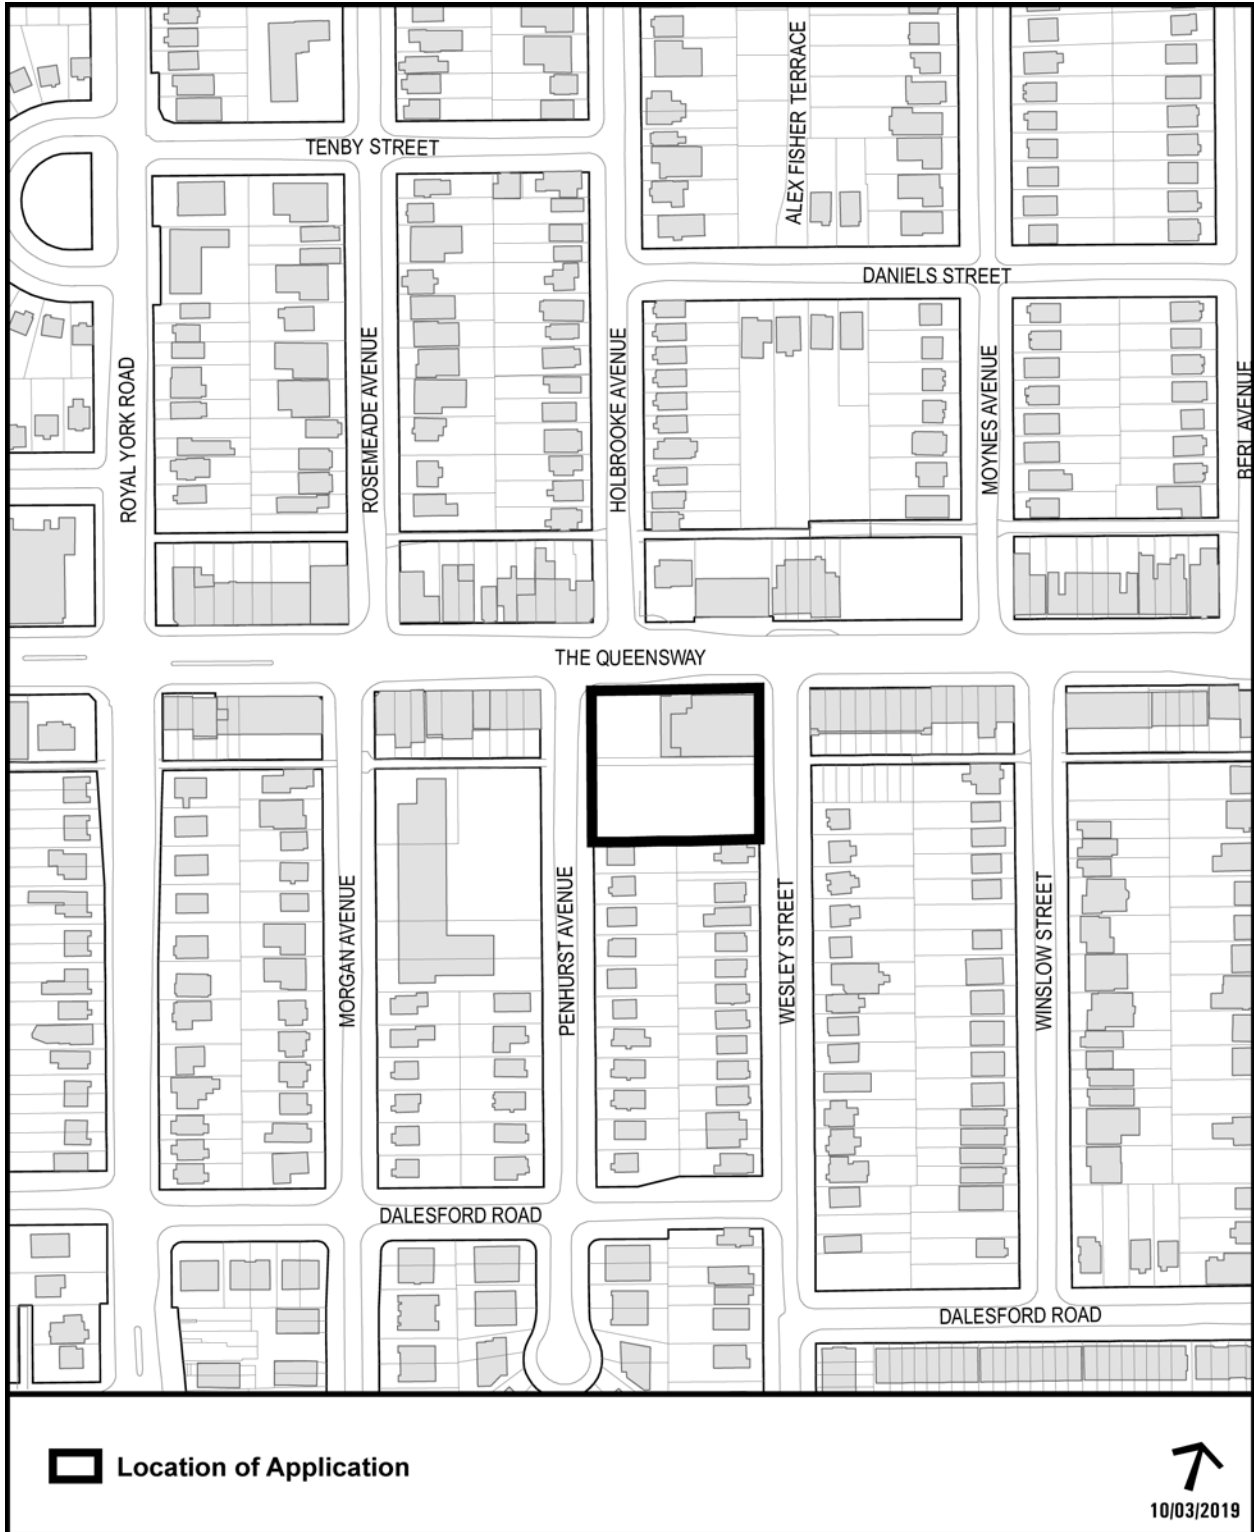 ALEX FISHER TERRACE
TENBY STREET
DANIELS STREET
ROYAL YORK ROAD
ROSEMEADE AVENUE
HOLBROOKE AVENUE
MOYNES AVENUE
BERL AVENUE
THE QUEENSWAY
MORGAN AVENUE
PENHURST AVENUE
WESLEY STREET
WINSLOW STREET
DALESFORD ROAD
DALESFORD ROAD
Location of Application
10/03/2019